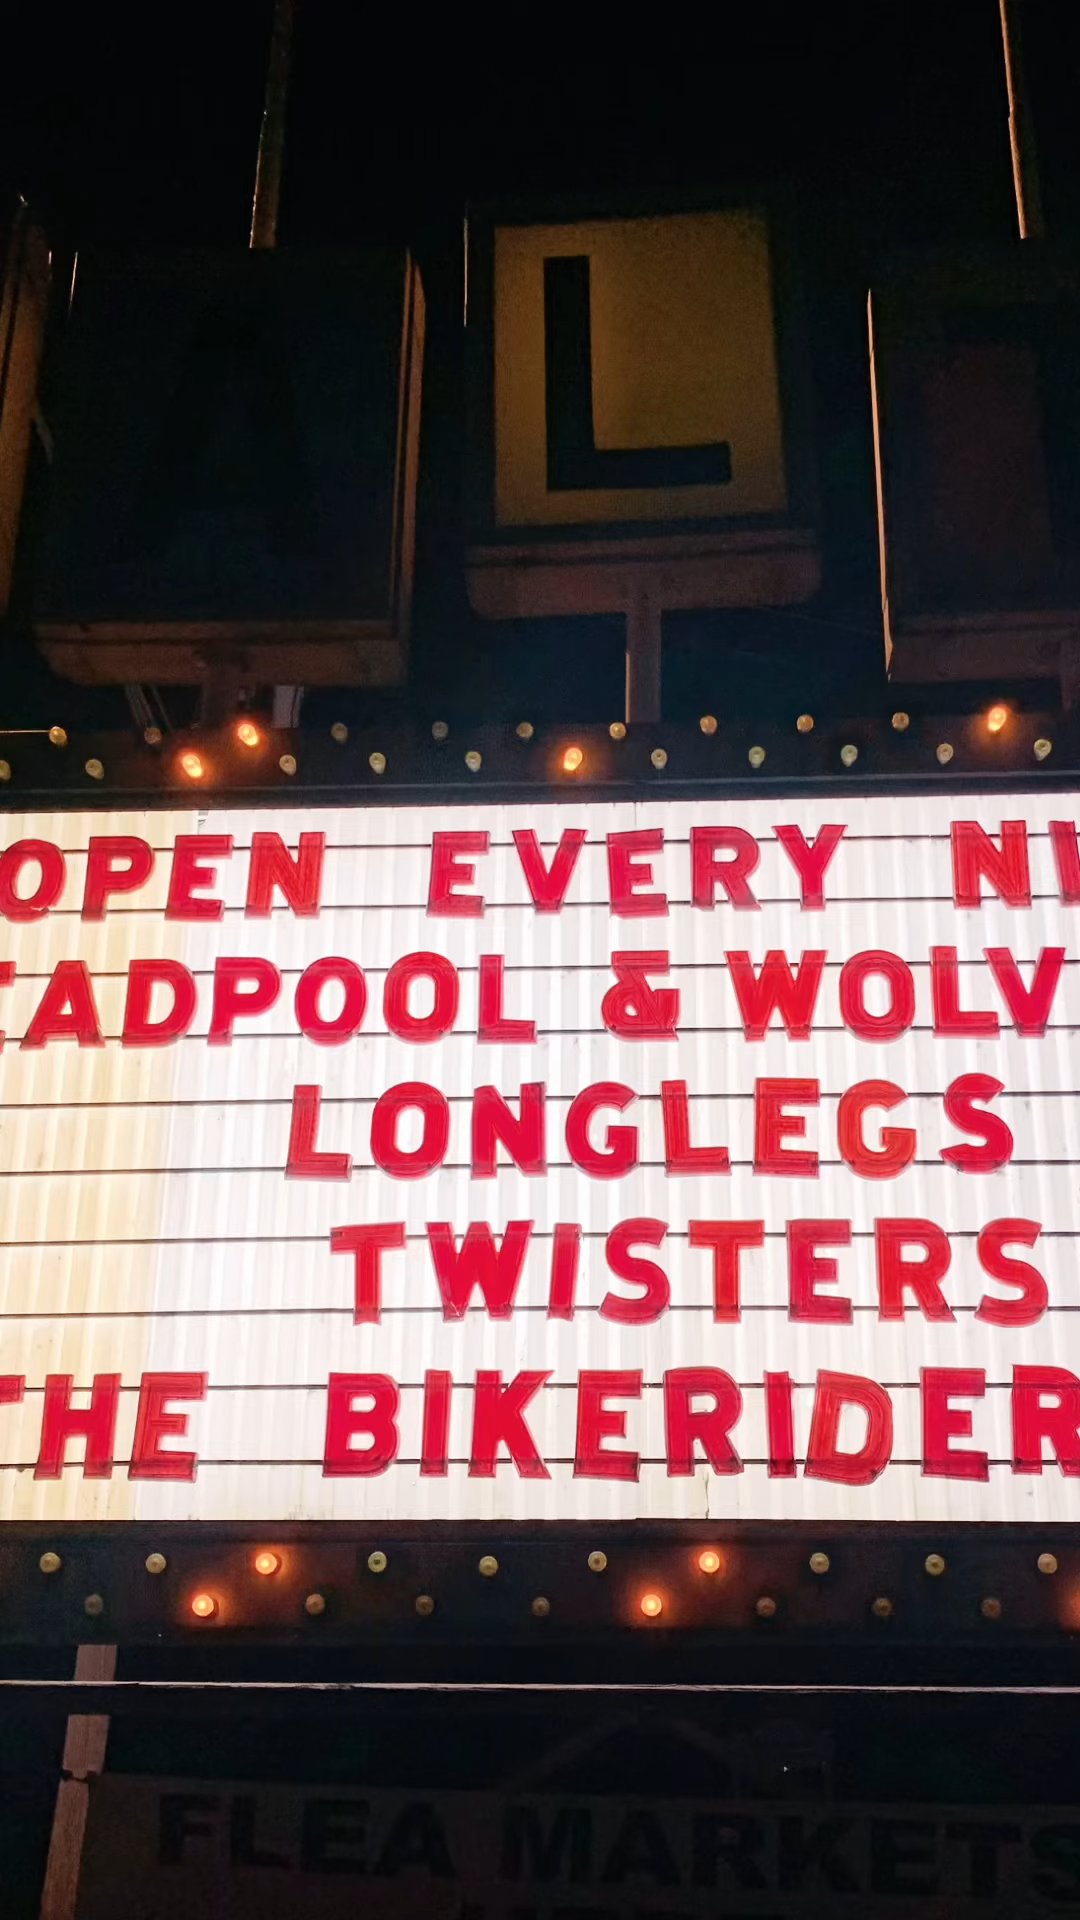 L
OPEN EVERY NI
EADPOOL & WOLV
LONGLEGS
TWISTERS
THE BIKERIDER
FLEA MARKETS